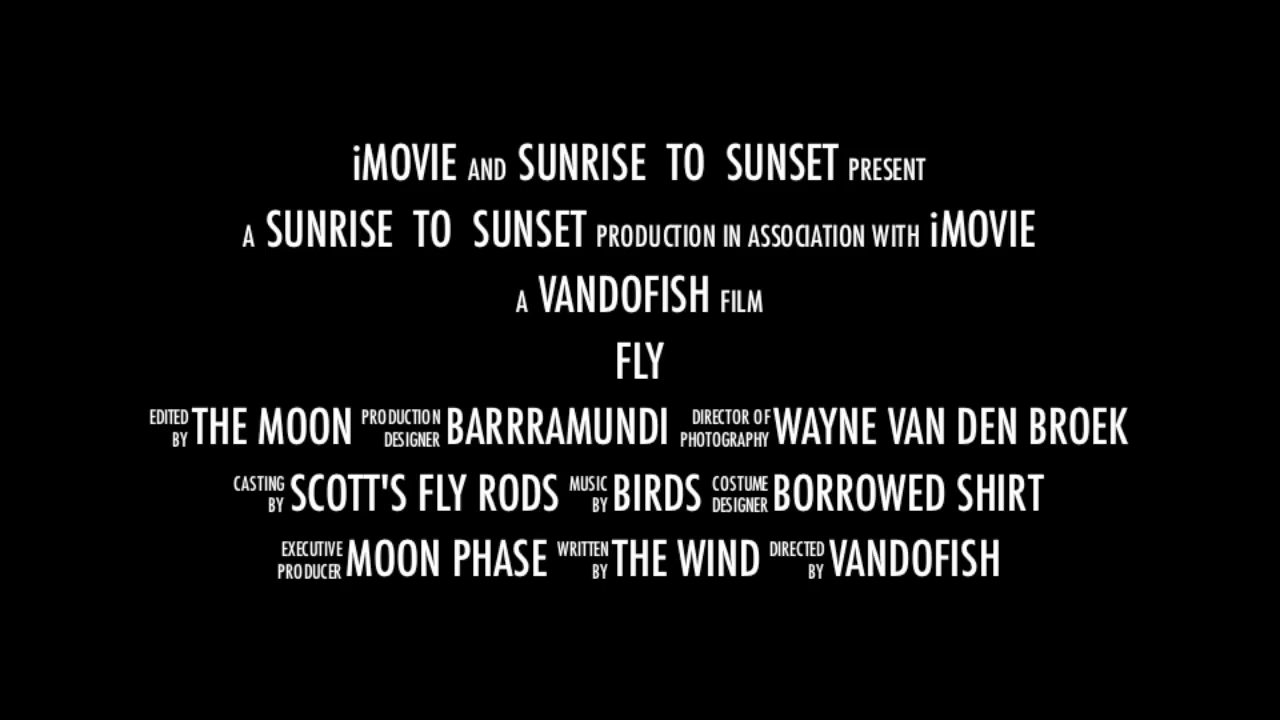 iMOVIE AND SUNRISE TO SUNSET PRESENT
A SUNRISE TO SUNSET PRODUCTION IN ASSOCIATION WITH iMOVIE
A VANDOFISH FILM
FLY
EDITED BY THE MOON PRODUCTION DESIGNER BARRRAMUNDI DIRECTOR OF PHOTOGRAPHY WAYNE VAN DEN BROEK
CASTING BY SCOTT'S FLY RODS MUSIC BY BIRDS COSTUME DESIGNER BORROWED SHIRT
EXECUTIVE PRODUCER MOON PHASE WRITTEN BY THE WIND DIRECTED BY VANDOFISH